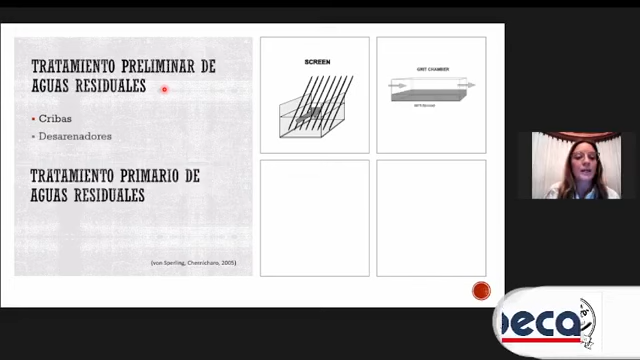 TRATAMIENTO PRELIMINAR DE
AGUAS RESIDUALES
Cribas
Desarenadores
TRATAMIENTO PRIMARIO DE
AGUAS RESIDUALES
(von Sperling, Chernicharo, 2005)
SCREEN
GRIT CHAMBER
beca